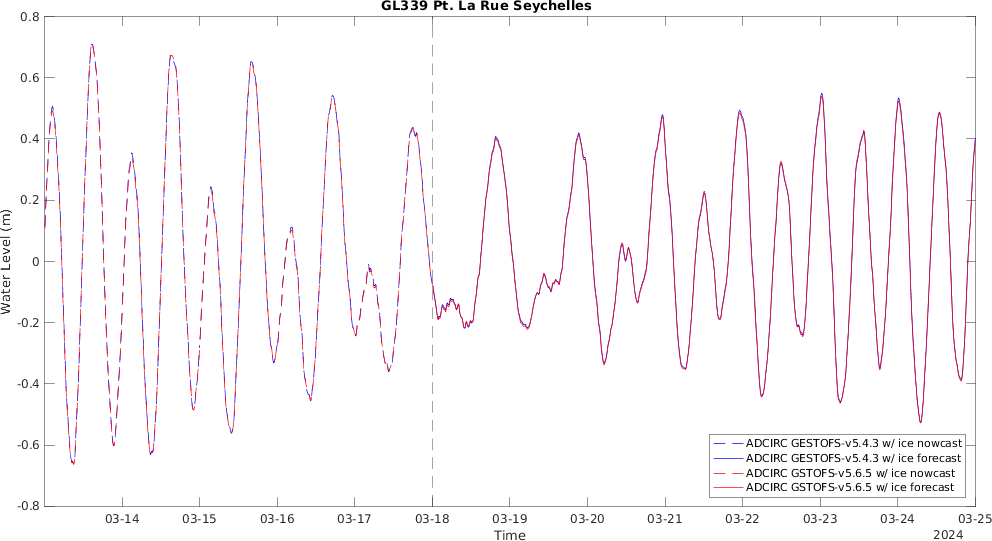 GL339 Pt. La Rue Seychelles
0.8
0.6
0.4
0.2
0
-0.2
-0.4
-0.6
-0.8
Water Level (m)
ADCIRC GESTOFS-v5.4.3 w/ ice nowcast
ADCIRC GESTOFS-v5.4.3 w/ ice forecast
ADCIRC GSTOFS-v5.6.5 w/ ice nowcast
ADCIRC GSTOFS-v5.6.5 w/ ice forecast
03-14 03-15 03-16 03-17 03-18 03-19 03-20 03-21 03-22 03-23 03-24 03-25
Time
2024